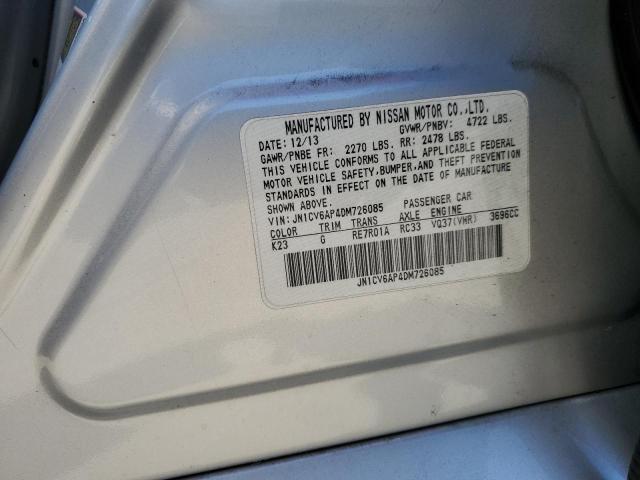 MANUFACTURED BY NISSAN MOTOR CO.,LTD.
DATE: 12/13 GVWR/PNBV: 4722 LBS.
GAWR/PNBE FR: 2270 LBS. RR: 2478 LBS.
THIS VEHICLE CONFORMS TO ALL APPLICABLE FEDERAL
MOTOR VEHICLE SAFETY,BUMPER,AND THEFT PREVENTION
STANDARDS IN EFFECT ON THE DATE OF MANUFACTURE
SHOWN ABOVE.
VIN: JN1CV6AP4DM726085 PASSENGER CAR
COLOR TRIM TRANS AXLE ENGINE
K23 G RE7R01A RC33 VQ37(VHR) 3696CC
JN1CV6AP4DM726085